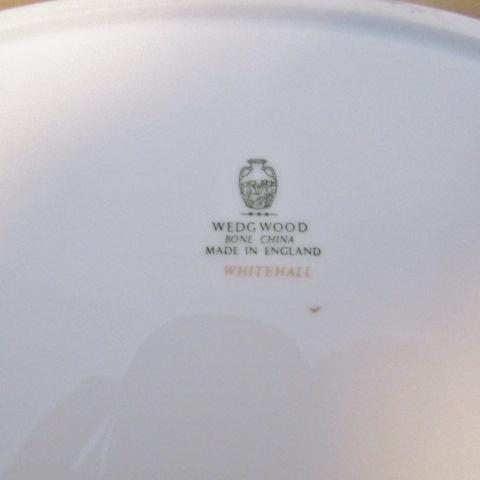 WEDGWOOD
BONE CHINA
MADE IN ENGLAND
WHITEHALL